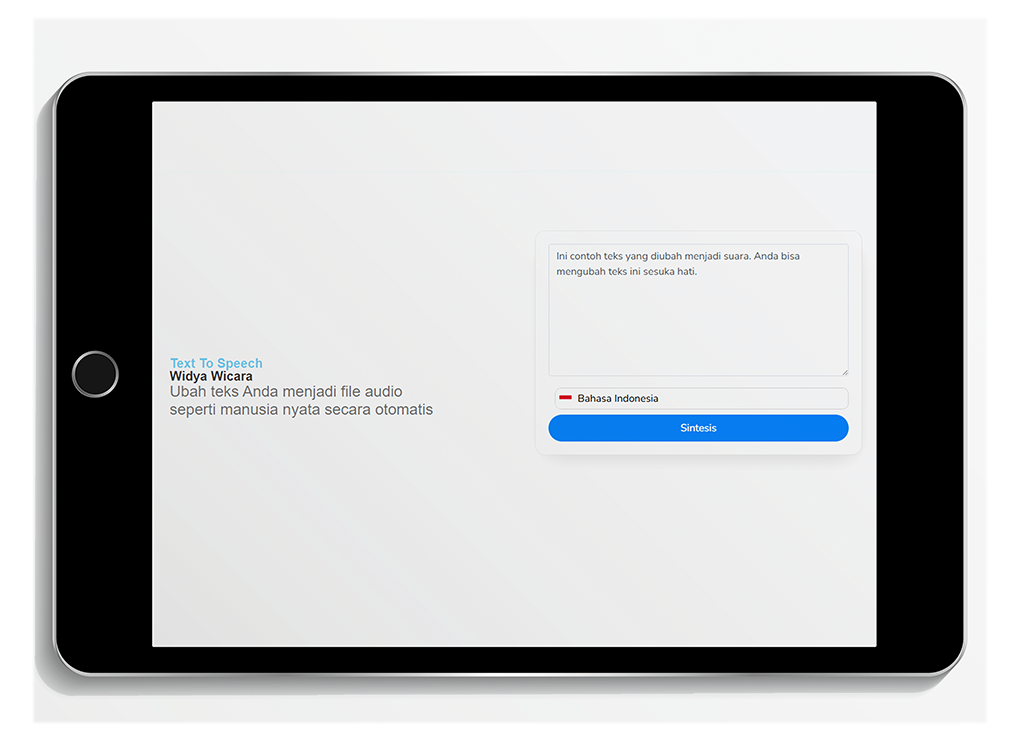 Text To Speech
Widya Wicara
Ubah teks Anda menjadi file audio
seperti manusia nyata secara otomatis
Ini contoh teks yang diubah menjadi suara. Anda bisa
mengubah teks ini sesuka hati.
Bahasa Indonesia
Sintesis